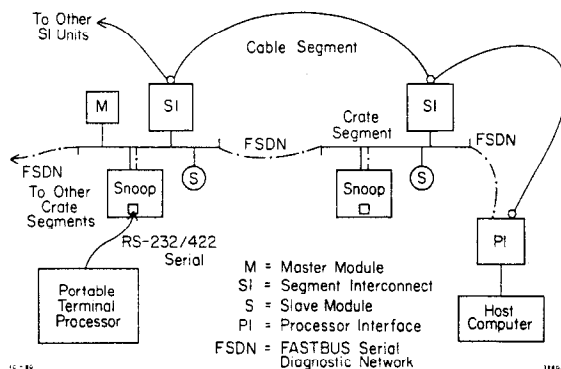 To Other
SI Units
Cable Segment
M
SI
SI
Crate
Segment
FSDN
FSDN
FSDN
To Other
Crate
Segments
Snoop
S
Snoop
S
RS-232/422
Serial
PI
Portable
Terminal
Processor
Host
Computer
M = Master Module
SI = Segment Interconnect
S = Slave Module
PI = Processor Interface
FSDN = FASTBUS Serial
Diagnostic Network